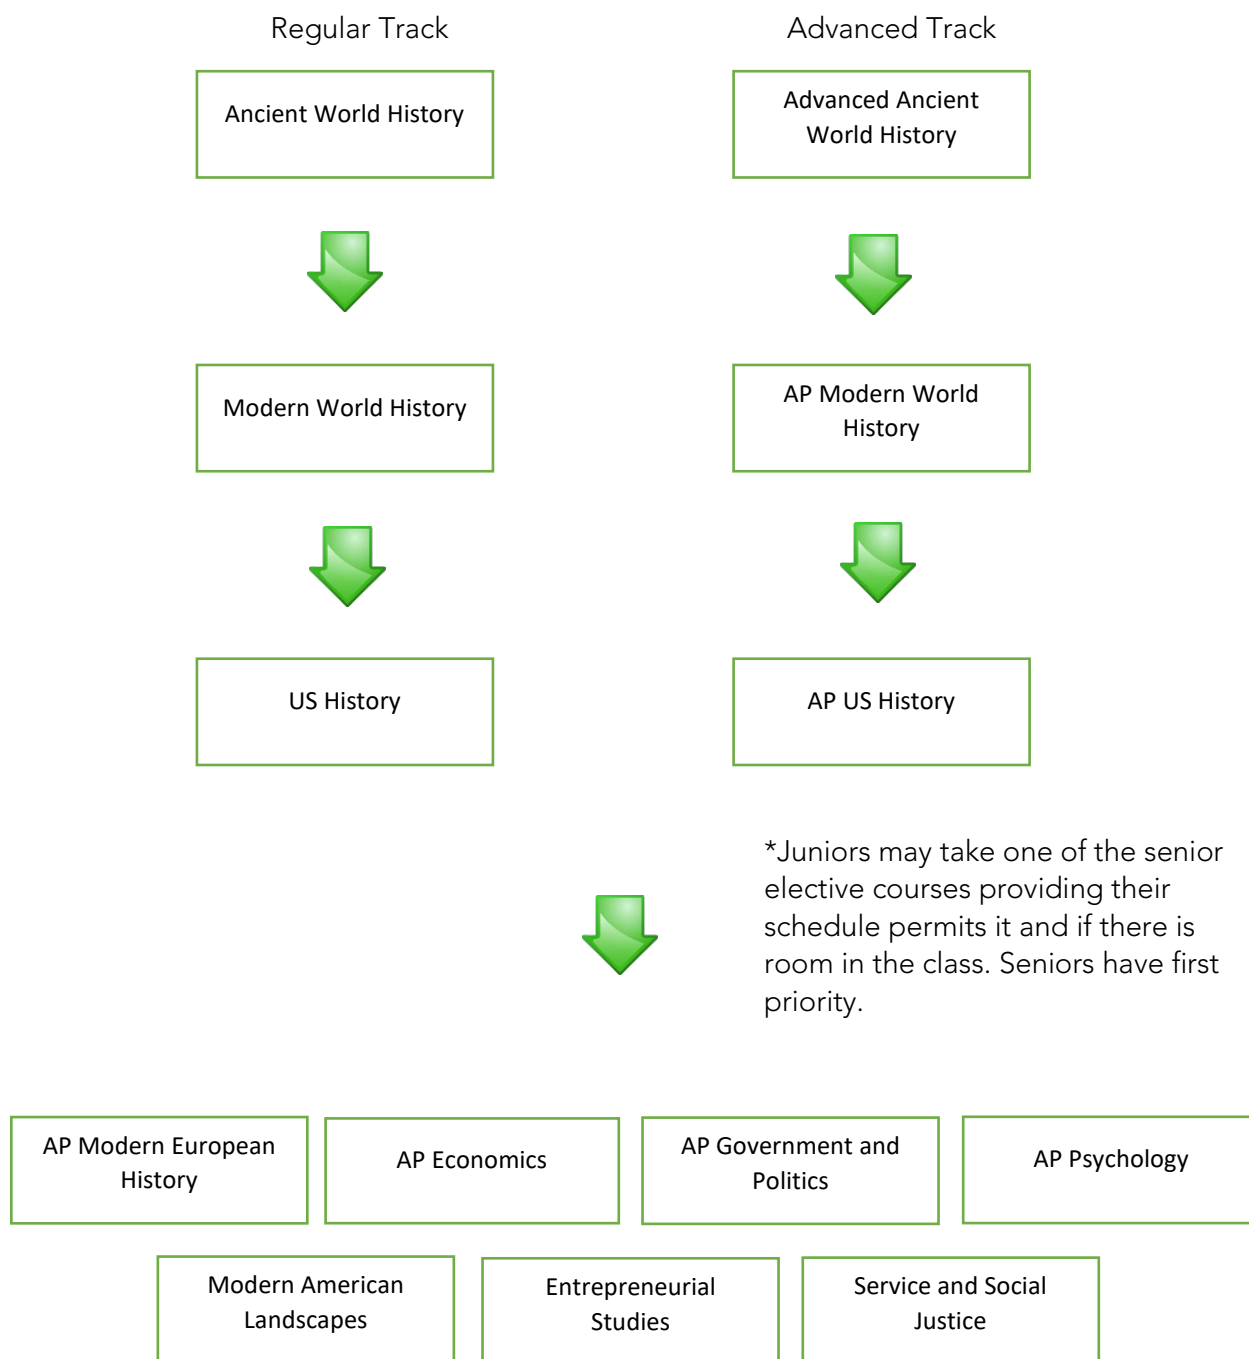 Regular Track
Advanced Track
Ancient World History
Advanced Ancient
World History
Modern World History
AP Modern World
History
US History
AP US History
*Juniors may take one of the senior
elective courses providing their
schedule permits it and if there is
room in the class. Seniors have first
priority.
AP Modern European
History
AP Economics
AP Government and
Politics
AP Psychology
Modern American
Landscapes
Entrepreneurial
Studies
Service and Social
Justice